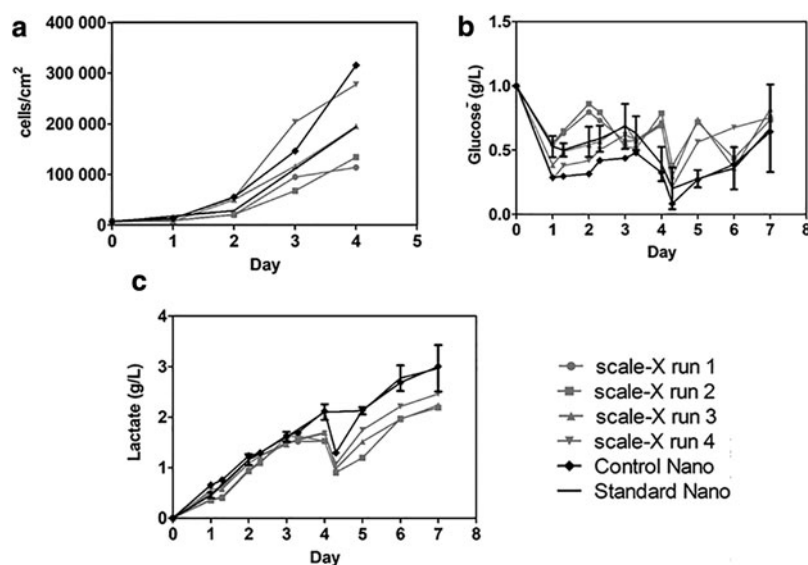 a
cells/cm²
400 000
300 000
200 000
100 000
0
0 1 2 3 4 5
Day
b
Glucose (g/L)
1.5
1.0
0.5
0.0
0 1 2 3 4 5 6 7 8
Day
c
Lactate (g/L)
4
3
2
1
0
0 1 2 3 4 5 6 7 8
Day
scale-X run 1
scale-X run 2
scale-X run 3
scale-X run 4
Control Nano
Standard Nano